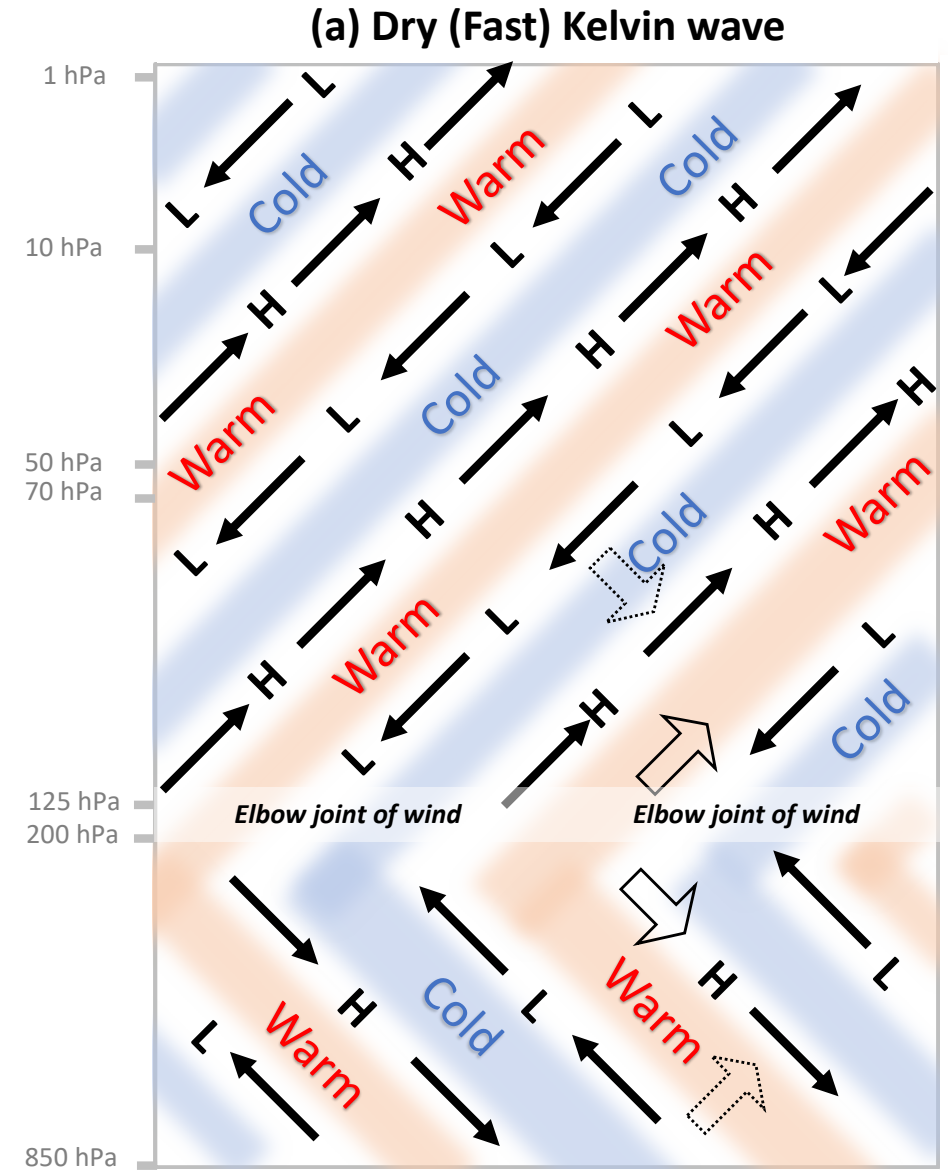 (a) Dry (Fast) Kelvin wave
1 hPa
L
L
Cold
H
Warm
L
Cold
L
H
10 hPa
L
Warm
H
L
H
Cold
H
Warm
L
L
50 hPa
70 hPa
H
H
Warm
Cold
L
Warm
L
L
H
Cold
H
L
125 hPa
Elbow joint of wind
Elbow joint of wind
200 hPa
H
L
Cold
H
L
Warm
L
Warm
850 hPa